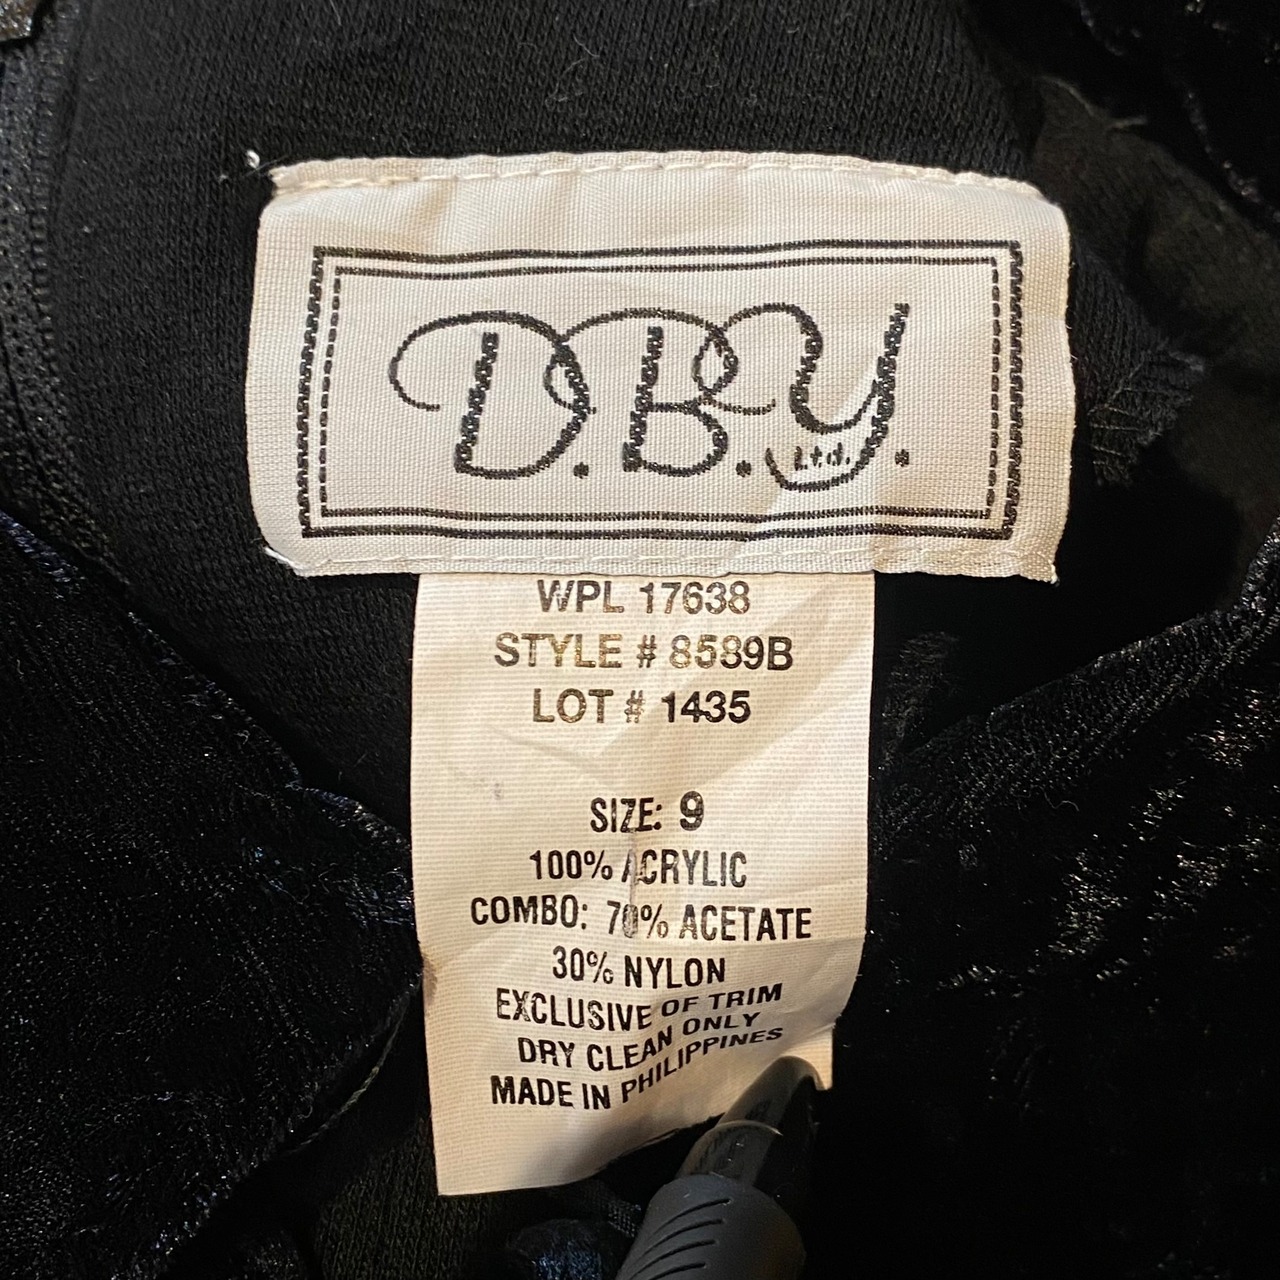 D.B.Y.
Ltd.
WPL 17638
STYLE # 8589B
LOT # 1435
SIZE: 9
100% ACRYLIC
COMBO: 70% ACETATE
30% NYLON
EXCLUSIVE OF TRIM
DRY CLEAN ONLY
MADE IN PHILIPPINES